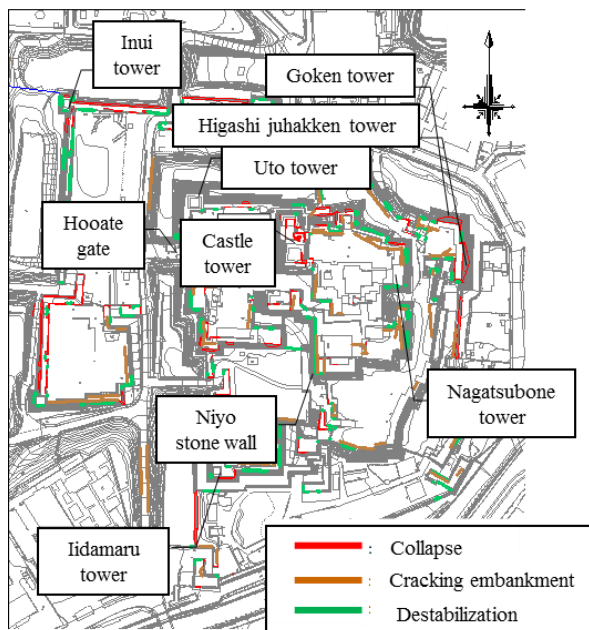 Inui
tower
Goken tower
Higashi juhakken tower
Uto tower
Hooate
gate
Castle
tower
Nagatsubone
tower
Niyo
stone wall
Iidamaru
tower
: Collapse
: Cracking embankment
: Destabilization